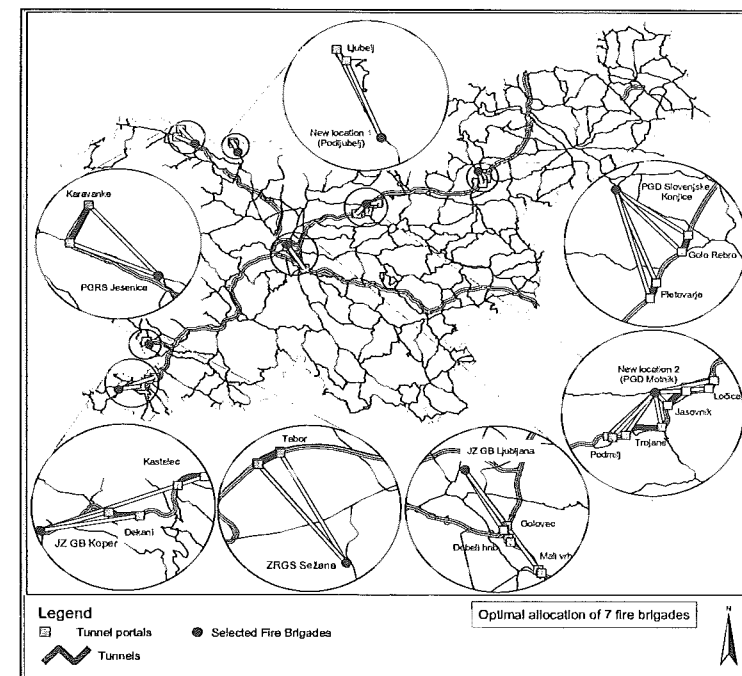 Ljubelj
New location 1
(Podljubelj)
Karavanke
PGRS Jesenice
PGD Slovenjske
Konjice
Golo Rebro
Pletovarje
New location 2
(PGD Motnik)
Ločica
Jasovnik
Trojane
Podmilj
Kastelec
Dekani
JZ GB Koper
Tabor
ZRGS Sežana
JZ GB Ljubljana
Golovec
Debeli hrib
Mali vrh
Legend
Tunnel portals
Selected Fire Brigades
Tunnels
Optimal allocation of 7 fire brigades
N